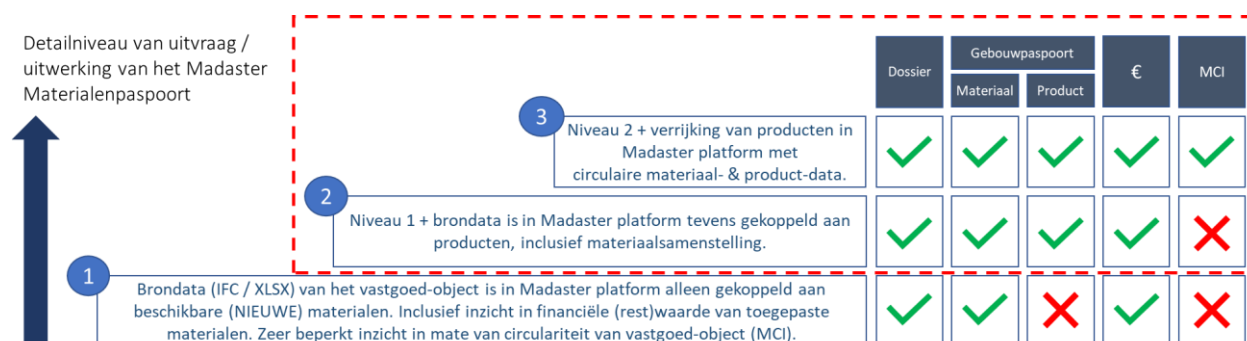 Detailniveau van uitvraag /
uitwerking van het Madaster
Materialenpaspoort
Dossier
Gebouwpaspoort
Materiaal
Product
€
MCI
3
Niveau 2 + verrijking van producten in
Madaster platform met
circulaire materiaal- & product-data.
2
Niveau 1 + brondata is in Madaster platform tevens gekoppeld aan
producten, inclusief materiaalsamenstelling.
1
Brondata (IFC / XLSX) van het vastgoed-object is in Madaster platform alleen gekoppeld aan
beschikbare (NIEUWE) materialen. Inclusief inzicht in financiële (rest)waarde van toegepaste
materialen. Zeer beperkt inzicht in mate van circulariteit van vastgoed-object (MCI).